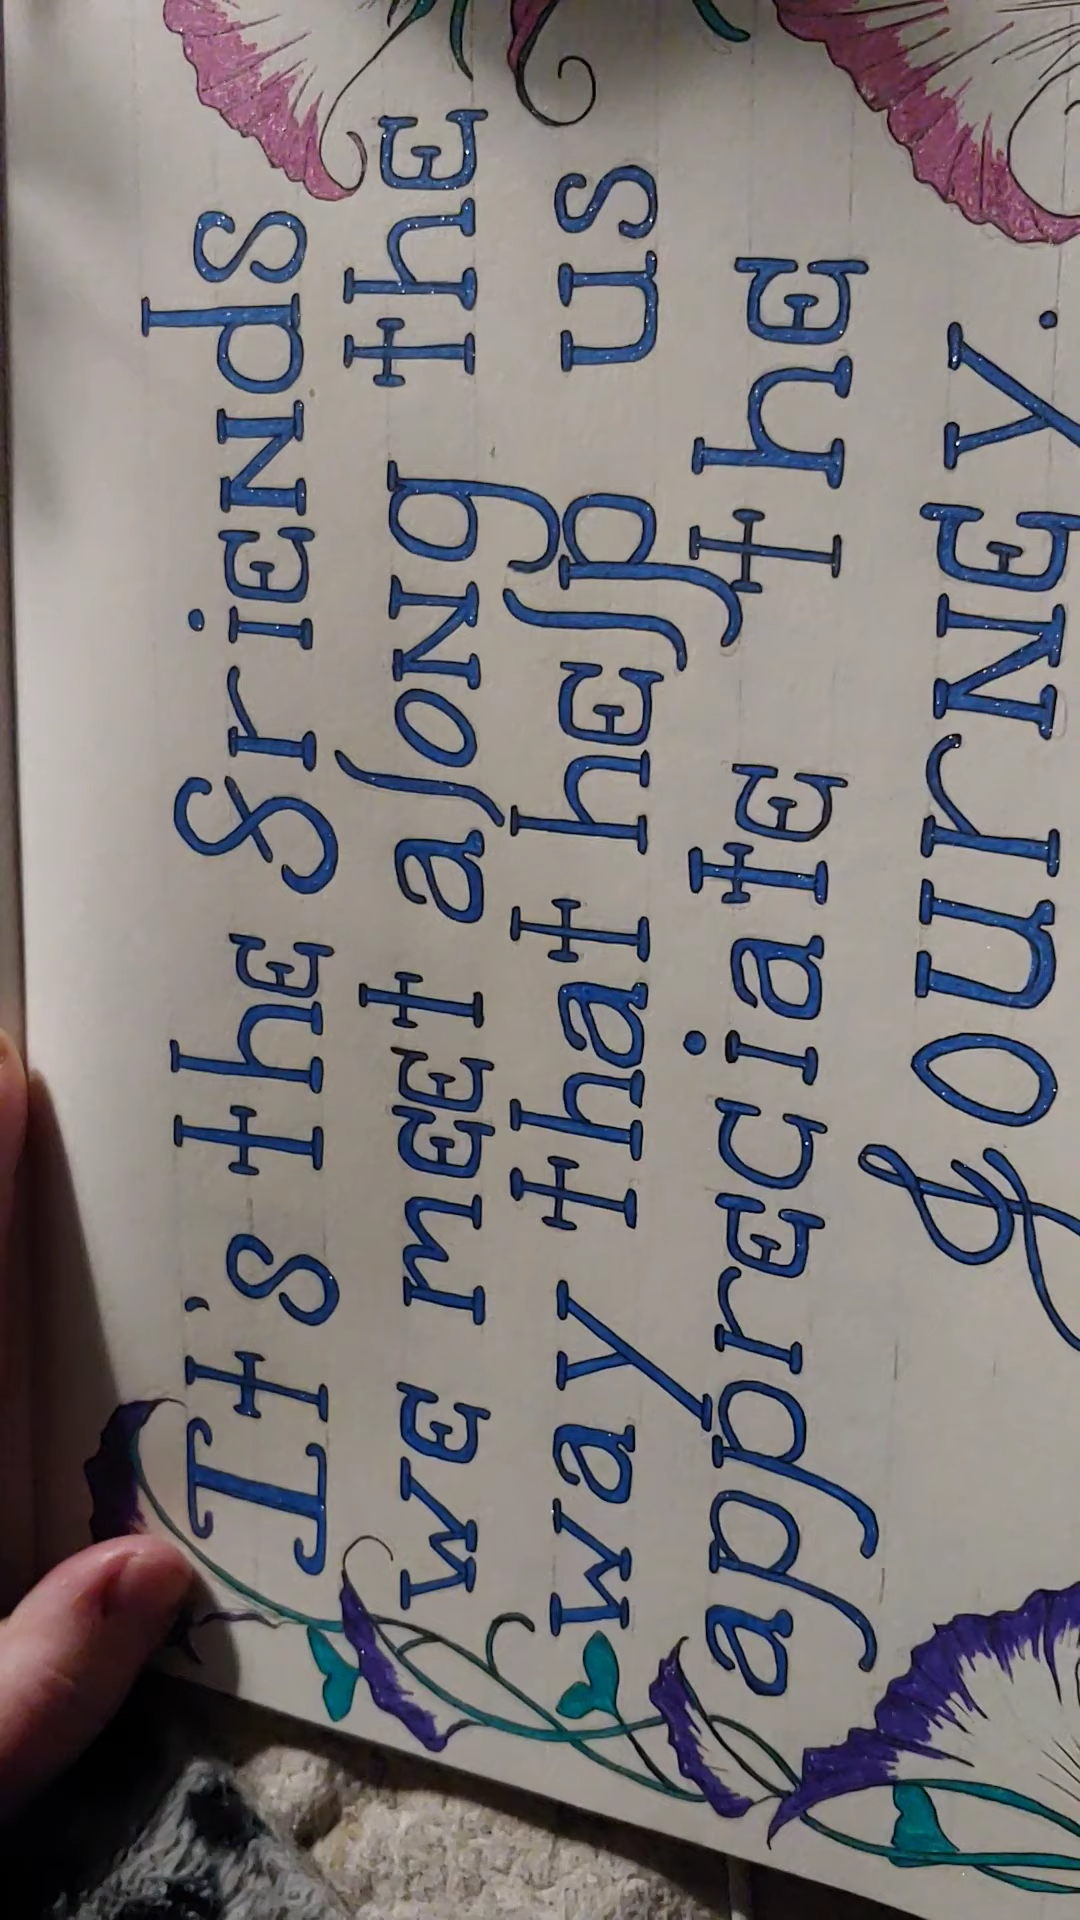 It's the friends
we meet along the
way that help us
appreciate the
journey.